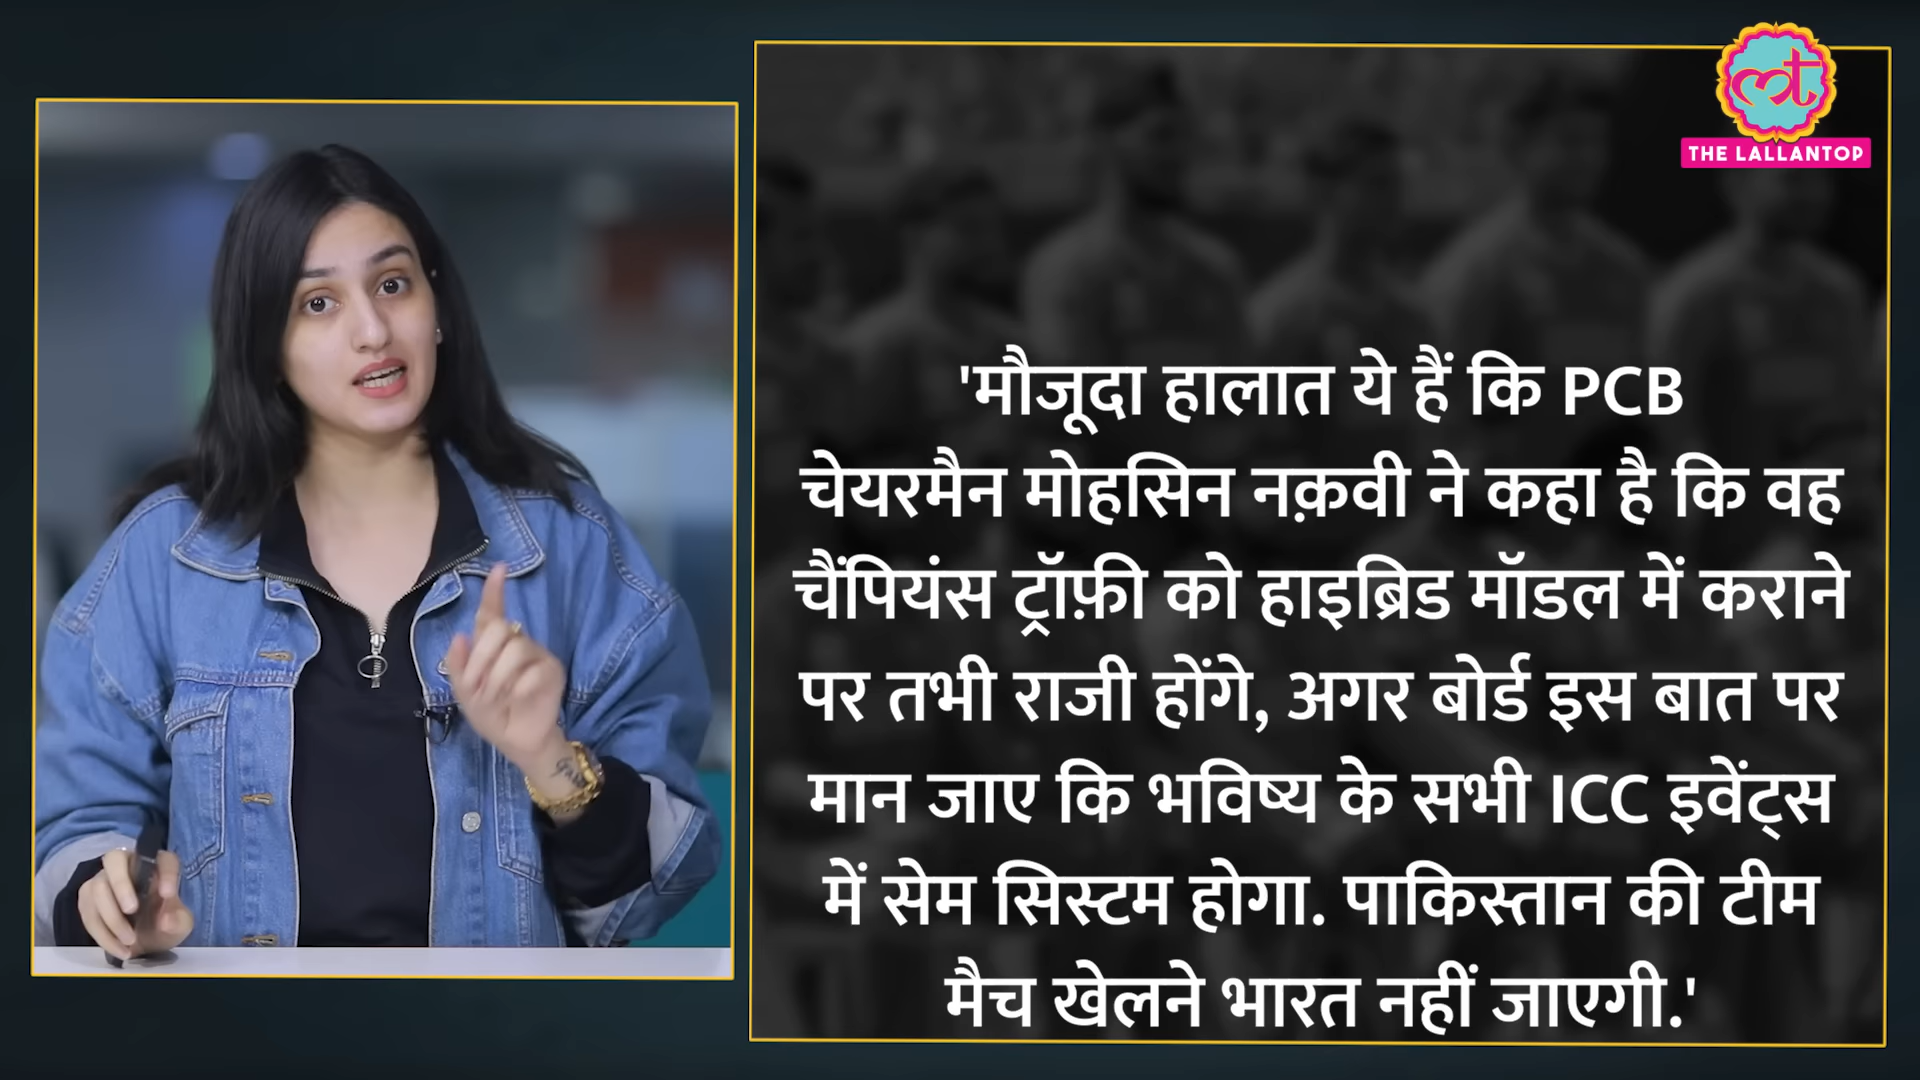 THE LALLANTOP
'मौजूदा हालात ये हैं कि PCB
चेयरमैन मोहसिन नक़वी ने कहा है कि वह
चैंपियंस ट्रॉफ़ी को हाइब्रिड मॉडल में कराने
पर तभी राजी होंगे, अगर बोर्ड इस बात पर
मान जाए कि भविष्य के सभी ICC इवेंट्स
में सेम सिस्टम होगा. पाकिस्तान की टीम
मैच खेलने भारत नहीं जाएगी.'